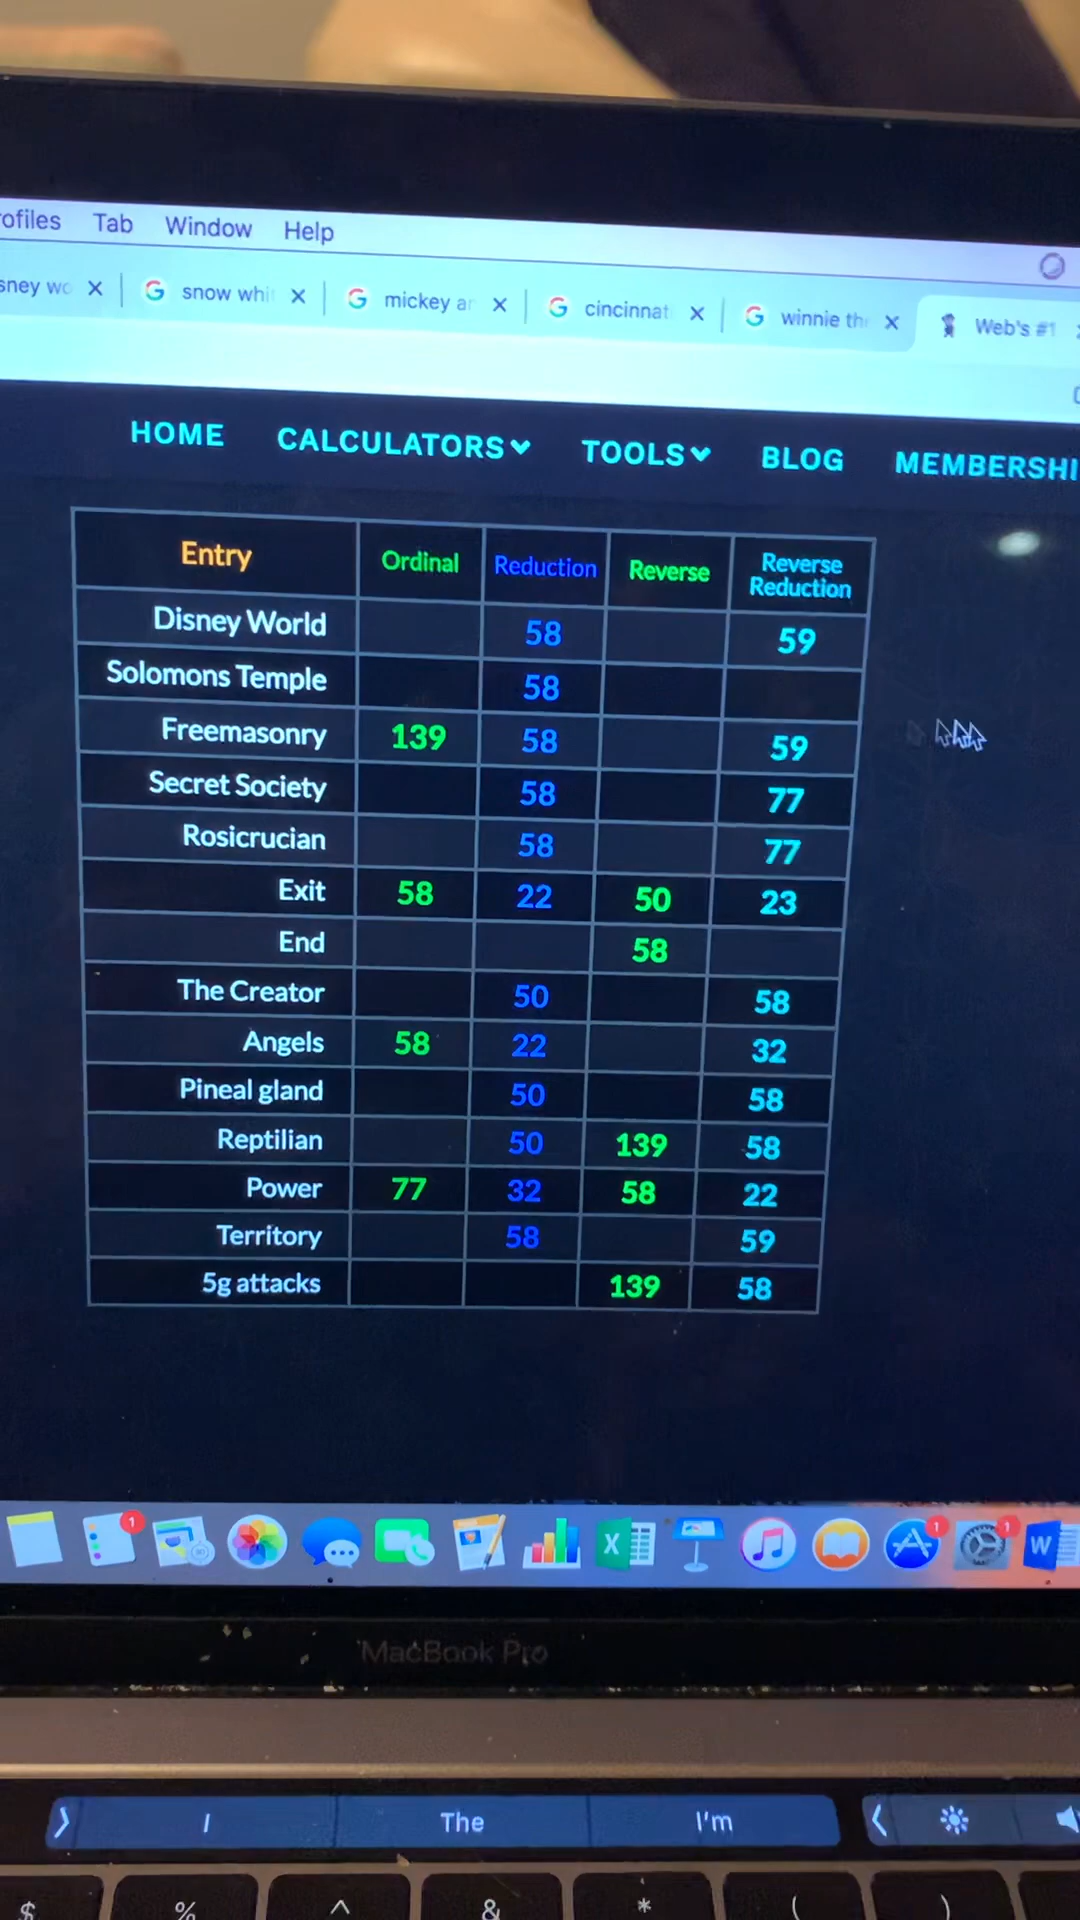 ofiles Tab Window Help
sney wo snow whi mickey ar cincinnat winnie th Web's #1
HOME CALCULATORS TOOLS BLOG MEMBERSHI
Entry Ordinal Reduction Reverse Reverse Reduction
Disney World 58 59
Solomons Temple 58
Freemasonry 139 58 59
Secret Society 58 77
Rosicrucian 58 77
Exit 58 22 50 23
End 58
The Creator 50 58
Angels 58 22 32
Pineal gland 50 58
Reptilian 50 139 58
Power 77 32 58 22
Territory 58 59
5g attacks 139 58
1 1 1
X W
MacBook Pro
I The I'm
$ % ^ & * ( )